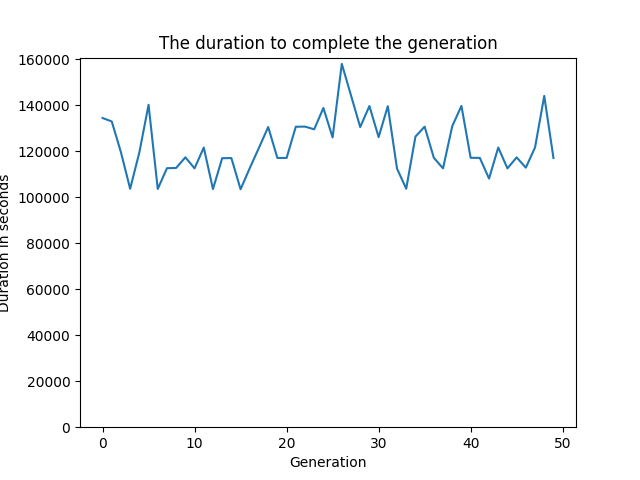 The duration to complete the generation
160000
140000
120000
100000
80000
60000
40000
20000
0
Duration in seconds
0 10 20 30 40 50
Generation